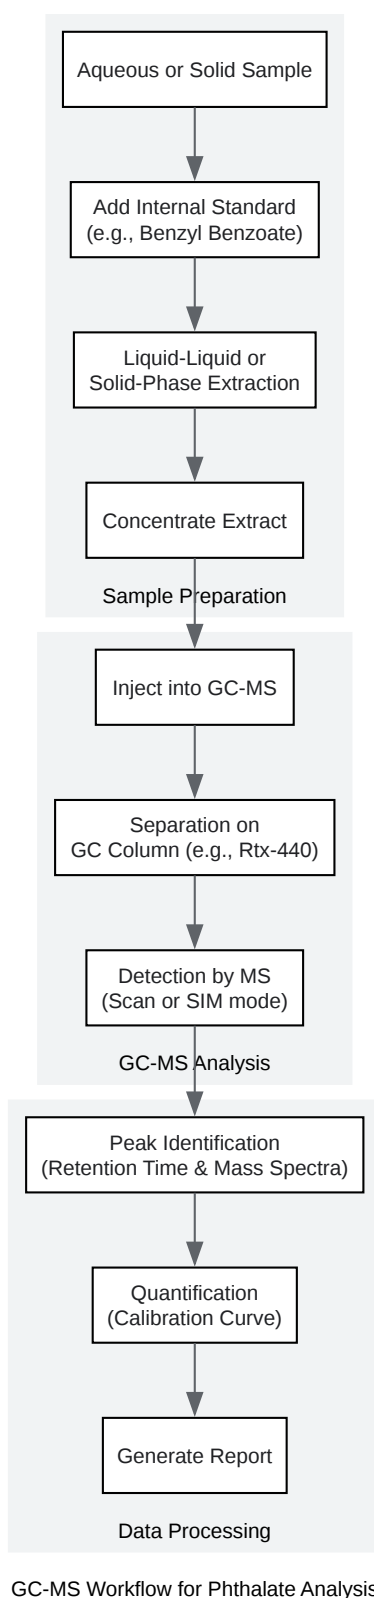 Aqueous or Solid Sample
Add Internal Standard
(e.g., Benzyl Benzoate)
Liquid-Liquid or
Solid-Phase Extraction
Concentrate Extract
Sample Preparation
Inject into GC-MS
Separation on
GC Column (e.g., Rtx-440)
Detection by MS
(Scan or SIM mode)
GC-MS Analysis
Peak Identification
(Retention Time & Mass Spectra)
Quantification
(Calibration Curve)
Generate Report
Data Processing
GC-MS Workflow for Phthalate Analysis